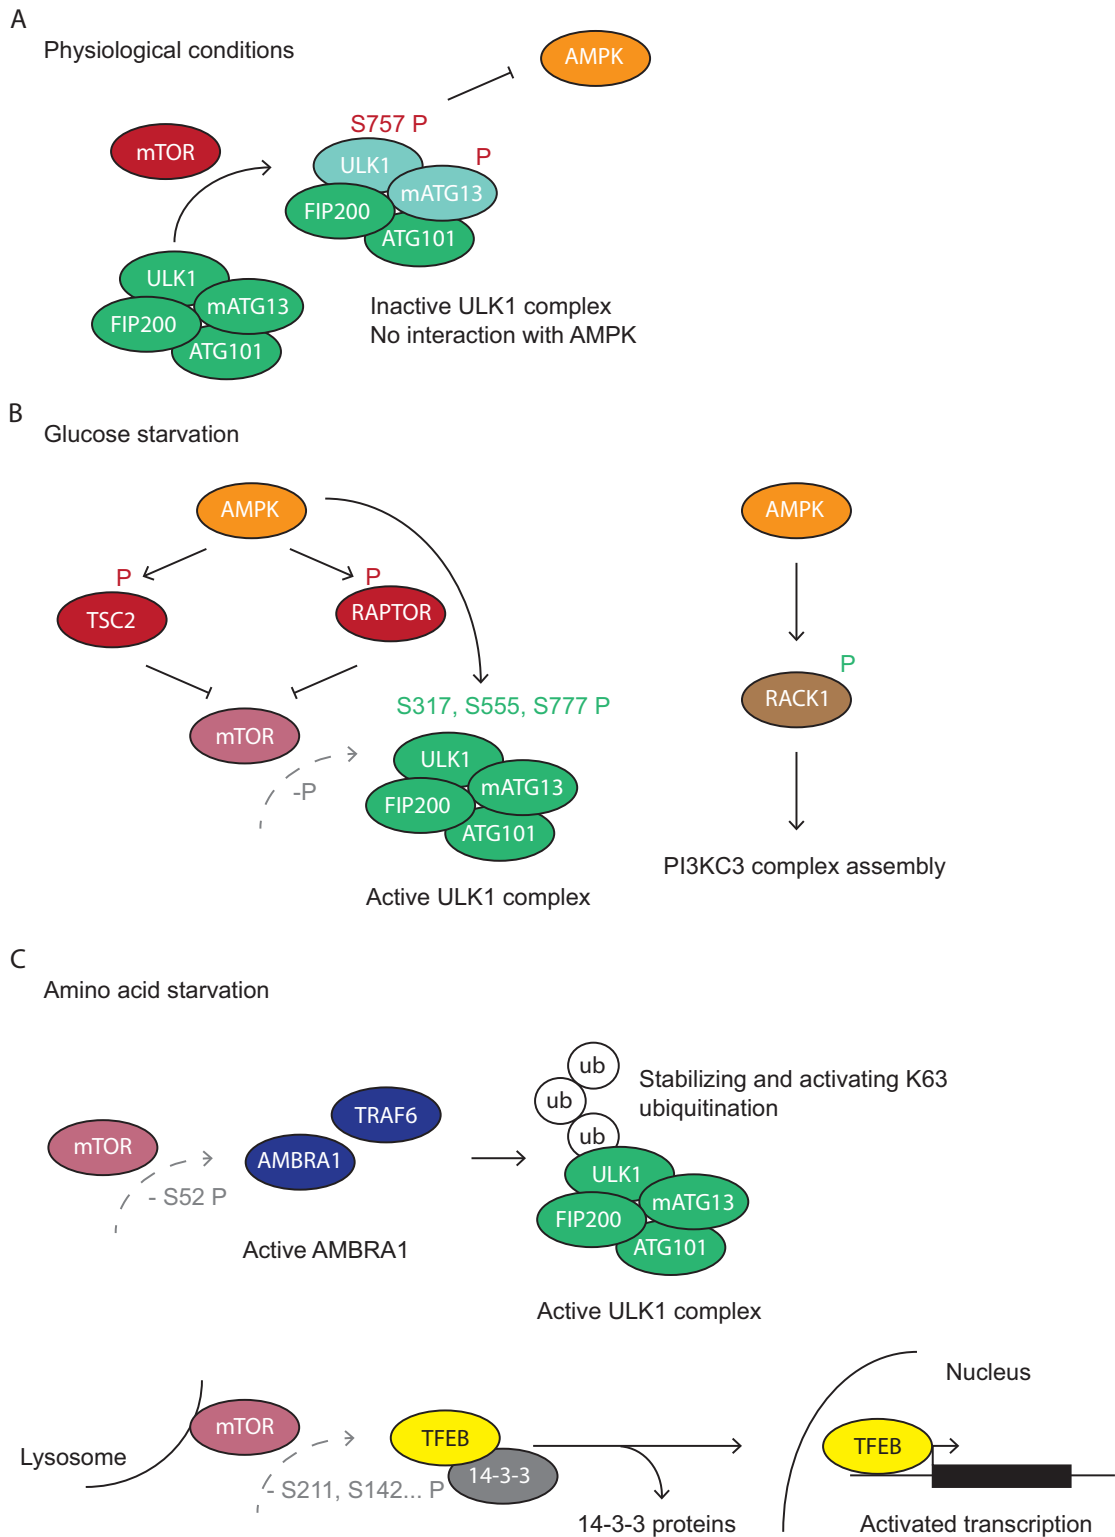 A
Physiological conditions
AMPK
mTOR
S757 P
P
ULK1
mATG13
FIP200
ATG101
ULK1
mATG13
FIP200
ATG101
Inactive ULK1 complex
No interaction with AMPK
B
Glucose starvation
AMPK
P
TSC2
P
RAPTOR
mTOR
-P
S317, S555, S777 P
ULK1
mATG13
FIP200
ATG101
Active ULK1 complex
AMPK
P
RACK1
PI3KC3 complex assembly
C
Amino acid starvation
mTOR
- S52 P
TRAF6
AMBRA1
Active AMBRA1
ub
ub
ub
Stabilizing and activating K63
ubiquitination
ULK1
mATG13
FIP200
ATG101
Active ULK1 complex
Lysosome
mTOR
- S211, S142... P
TFEB
14-3-3
14-3-3 proteins
Nucleus
TFEB
Activated transcription